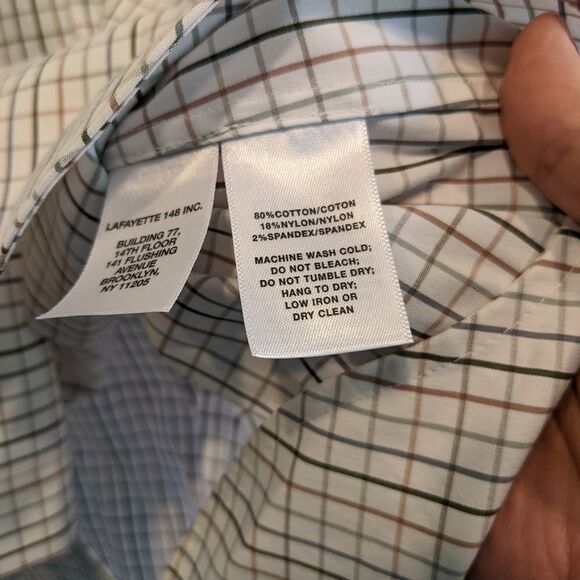 LAFAYETTE 148 INC.
BUILDING 77,
14TH FLOOR
141 FLUSHING
AVENUE
BROOKLYN,
NY 11205
80%COTTON/COTON
18%NYLON/NYLON
2%SPANDEX/SPANDEX
MACHINE WASH COLD;
DO NOT BLEACH;
DO NOT TUMBLE DRY;
HANG TO DRY;
LOW IRON OR
DRY CLEAN